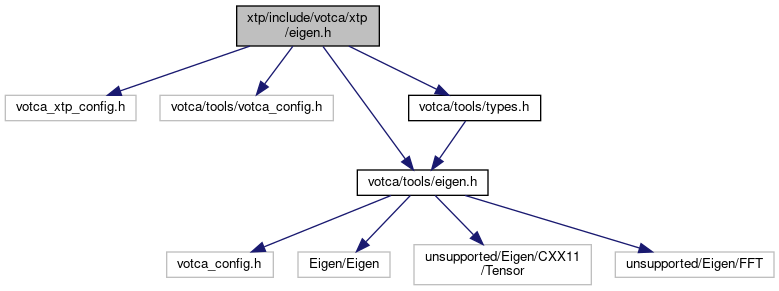 xtp/include/votca/xtp
/eigen.h
votca_xtp_config.h
votca/tools/votca_config.h
votca/tools/types.h
votca/tools/eigen.h
votca_config.h
Eigen/Eigen
unsupported/Eigen/CXX11
/Tensor
unsupported/Eigen/FFT